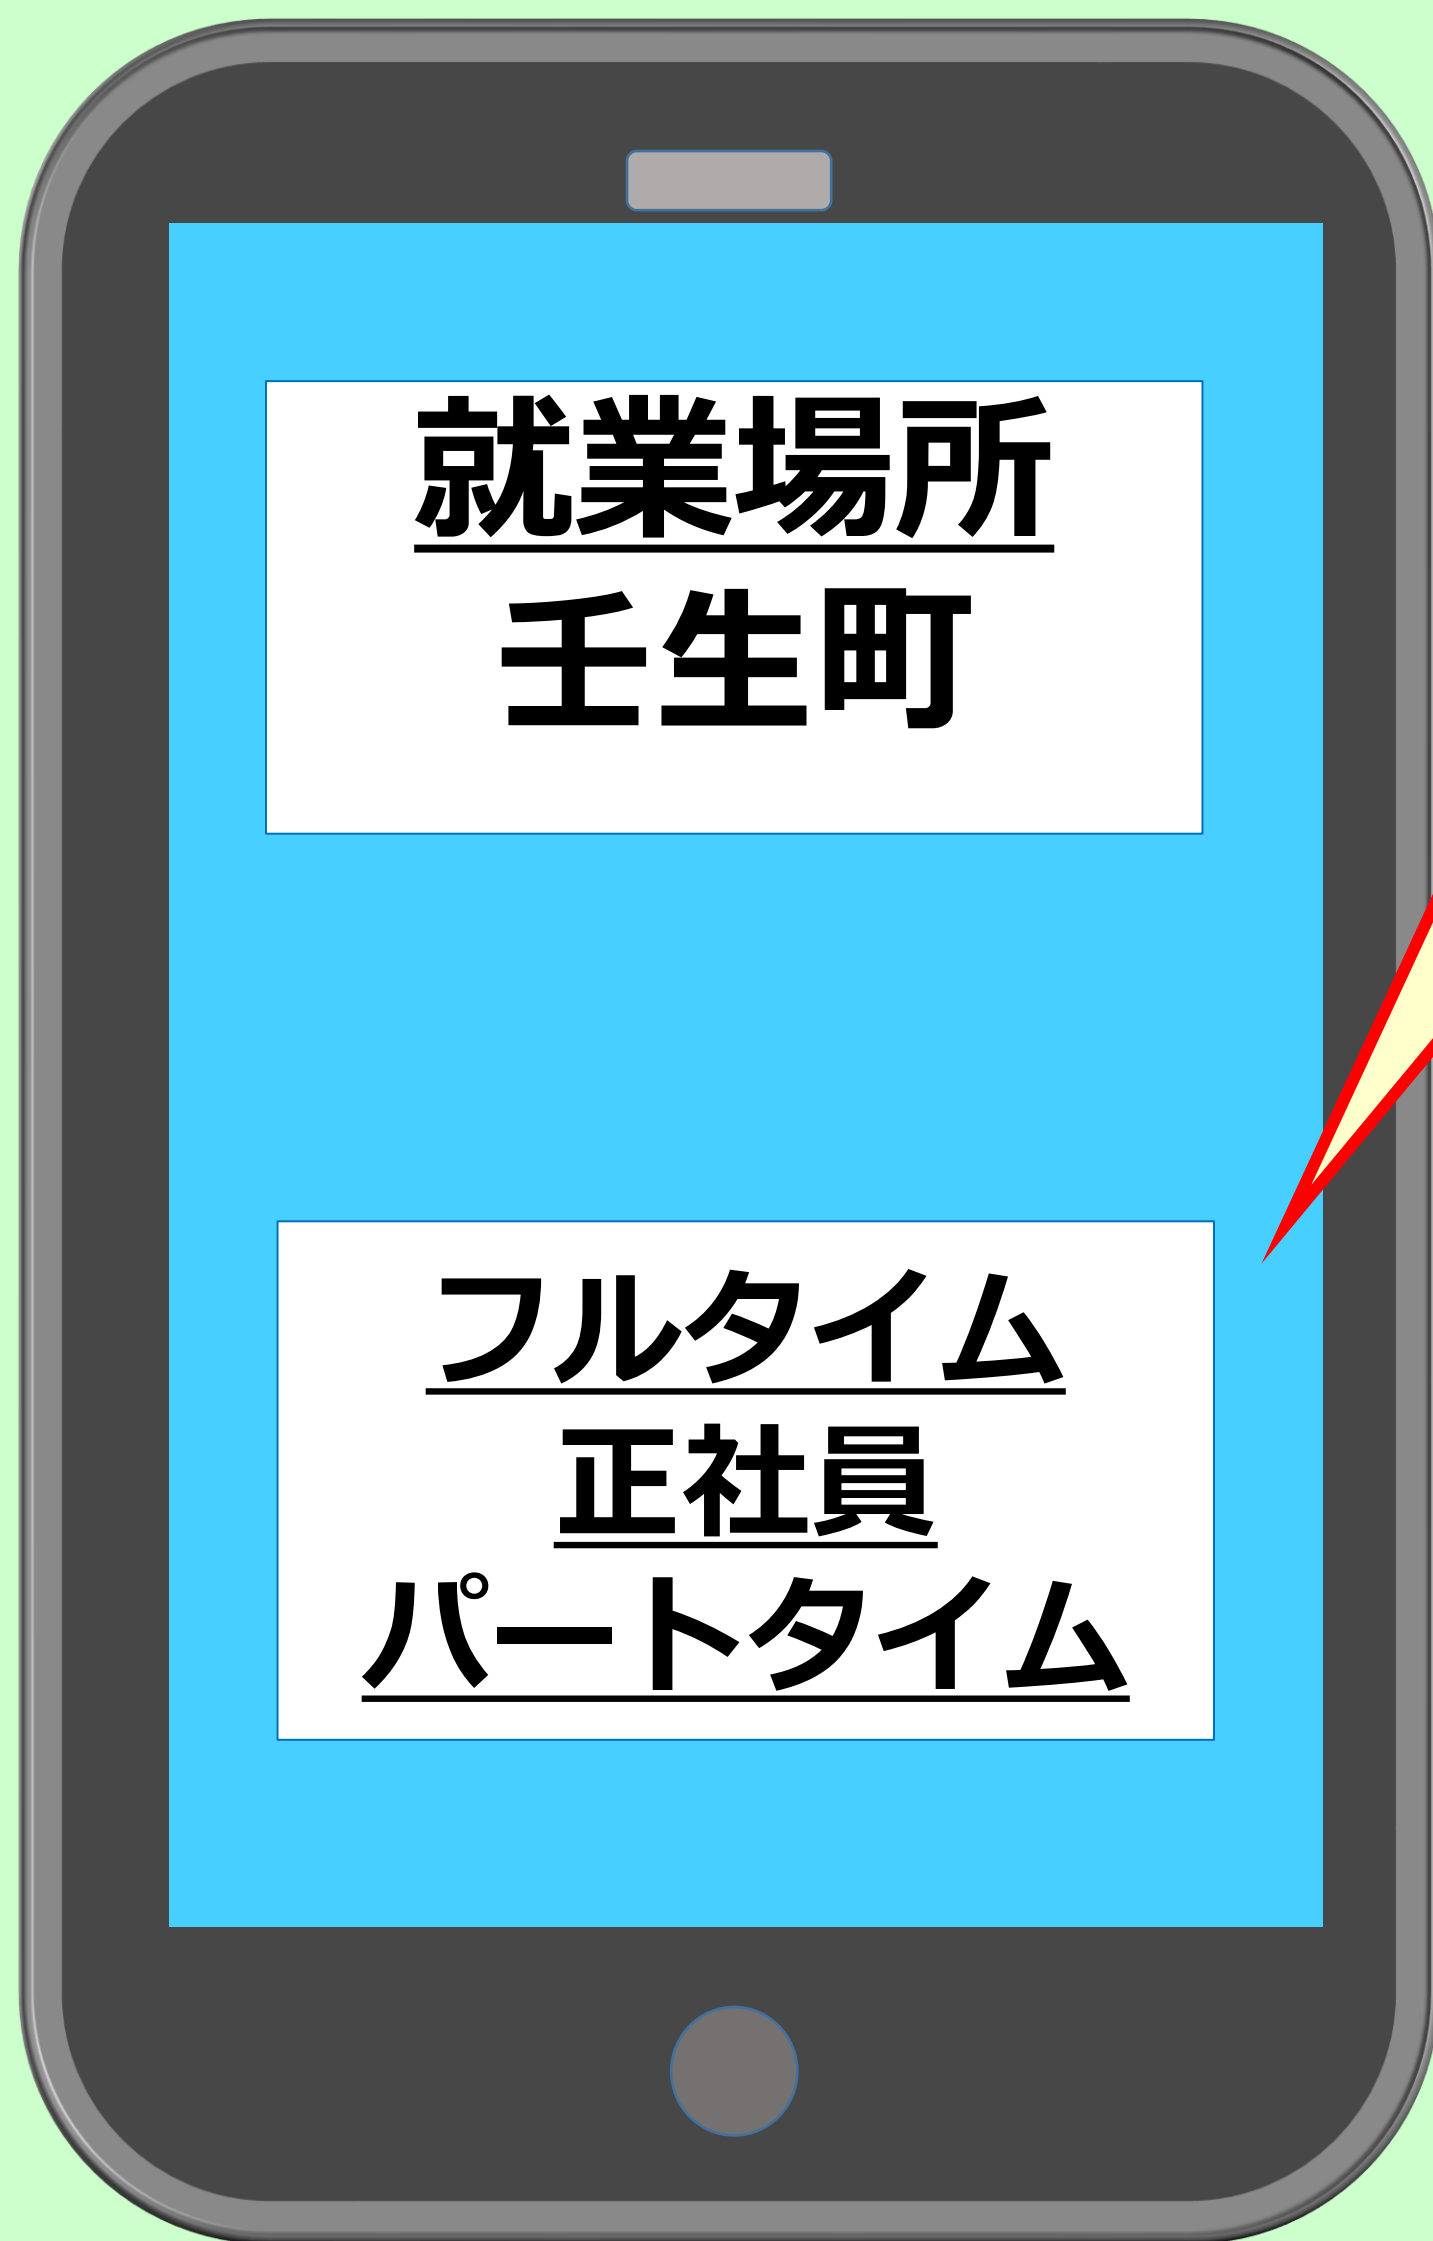 就業場所
壬生町
フルタイム
正社員
パートタイム